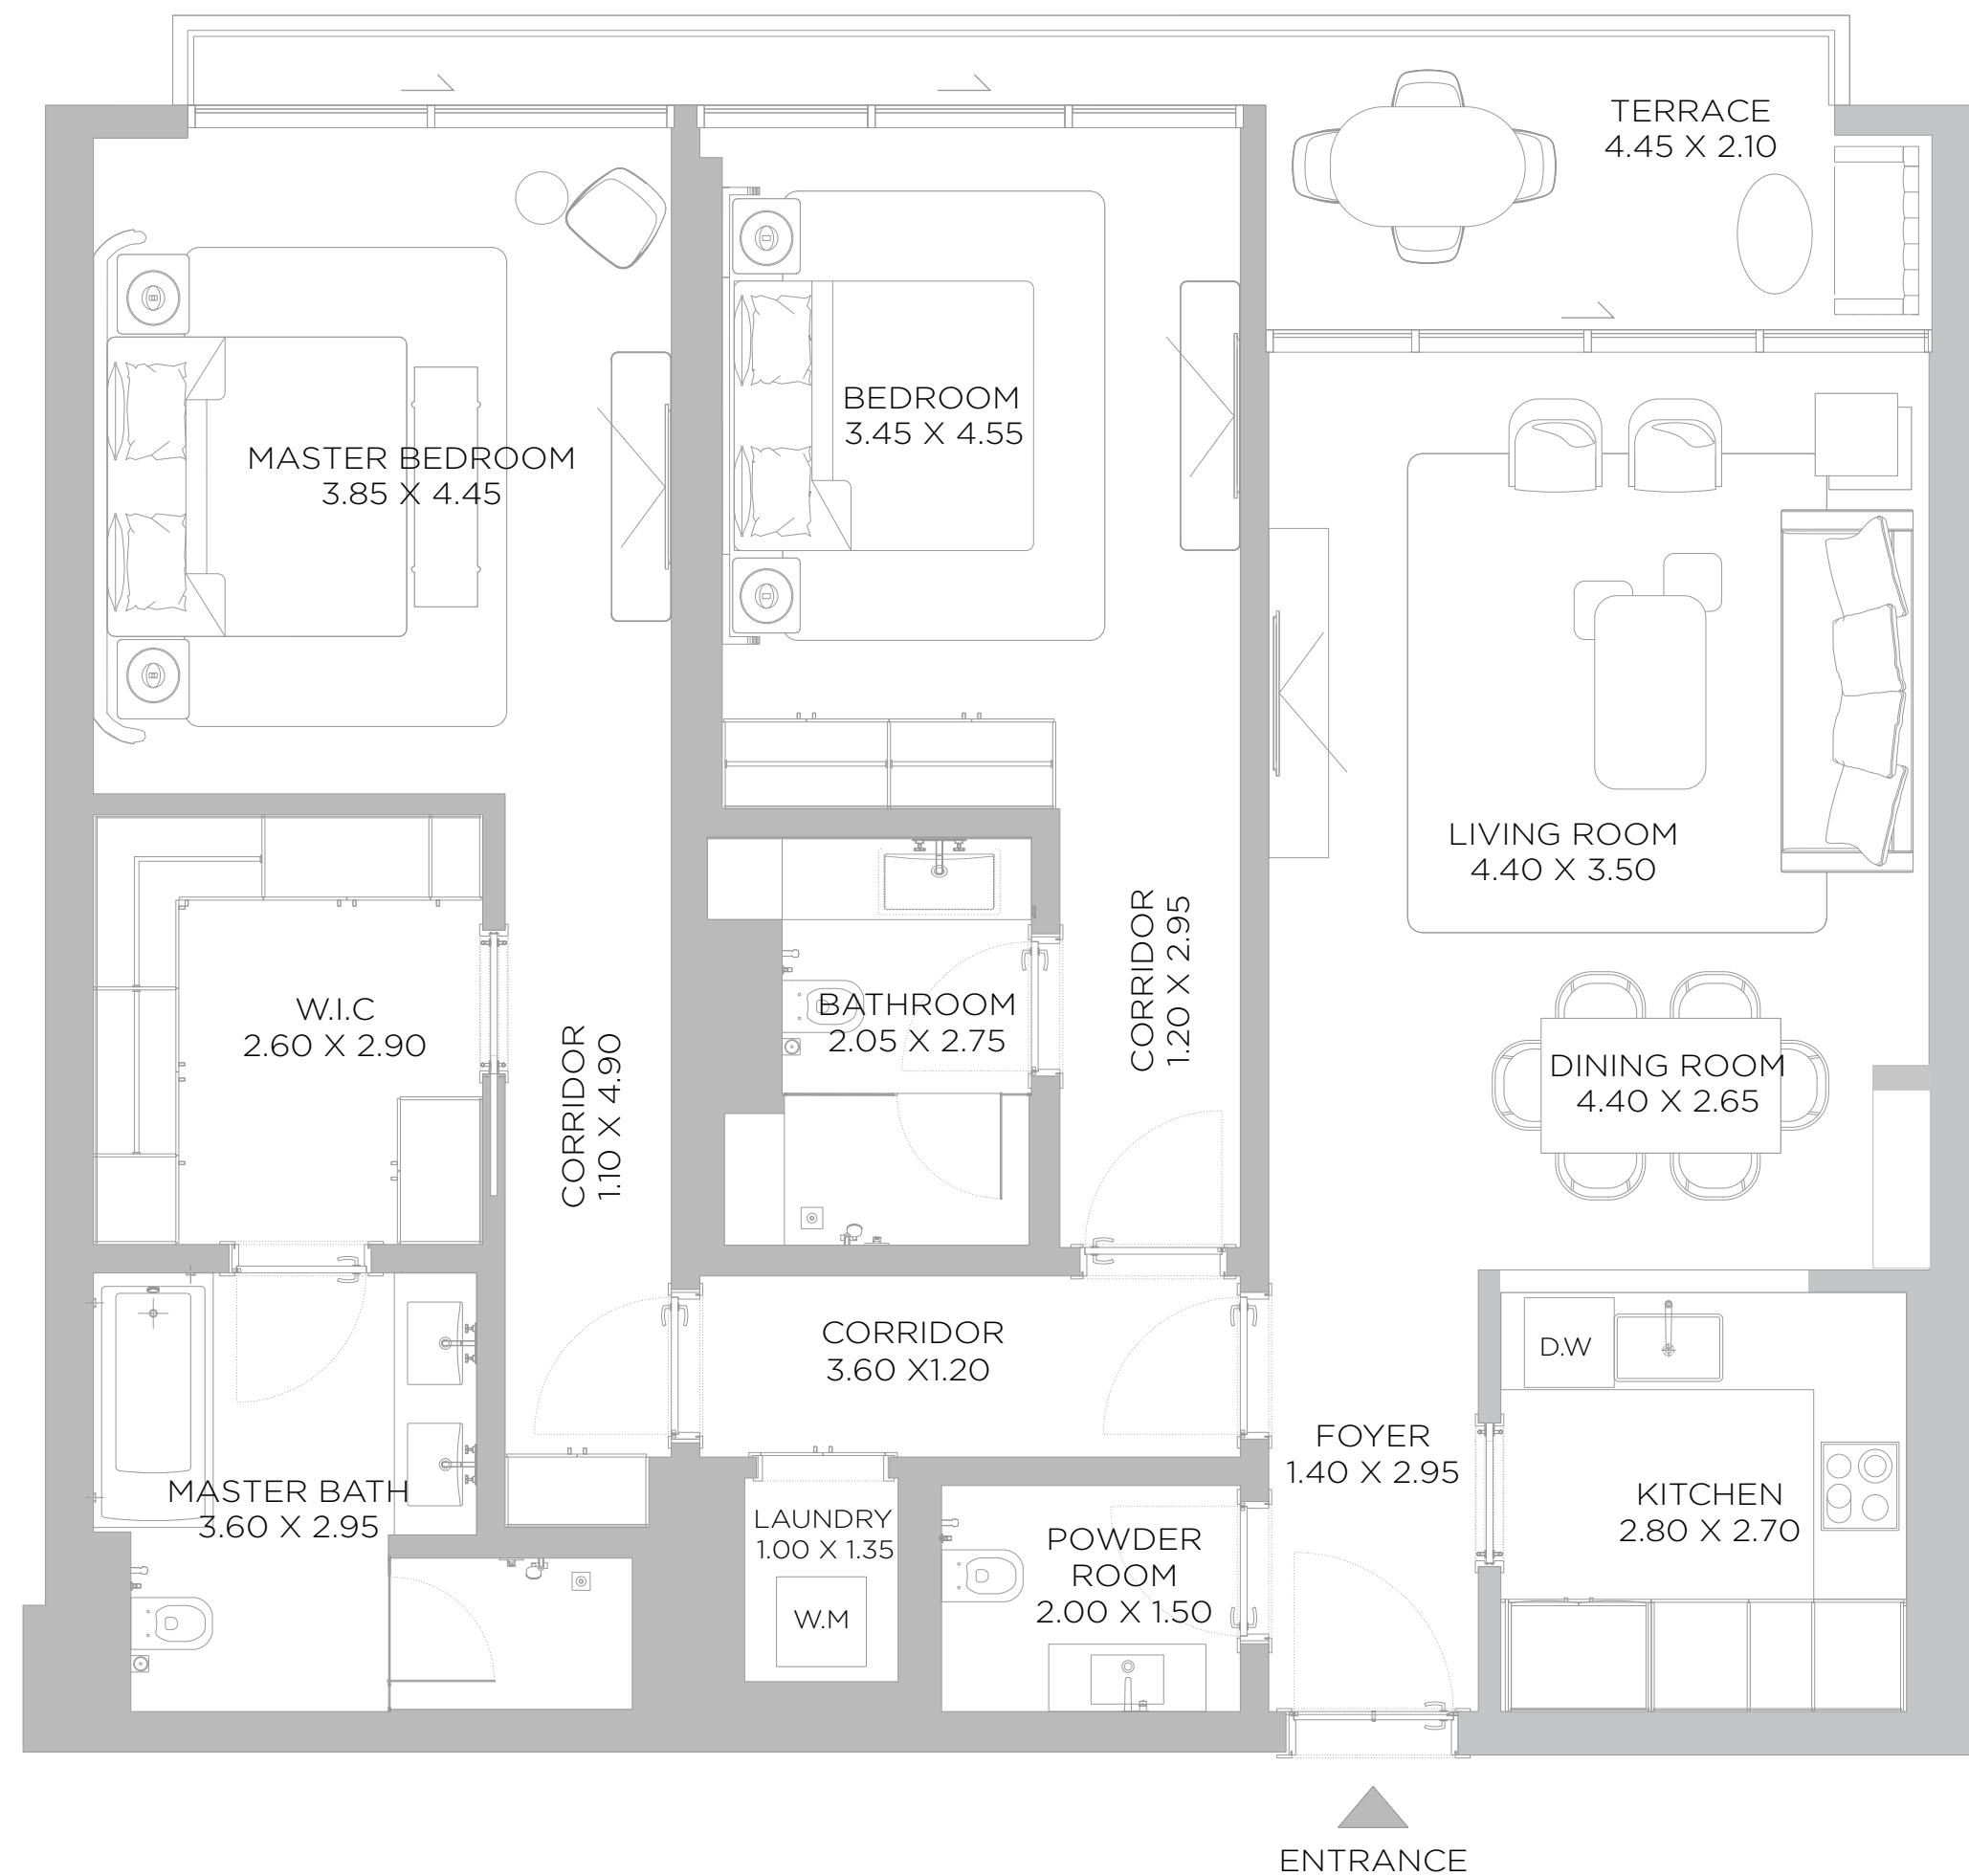 TERRACE
4.45 X 2.10
BEDROOM
3.45 X 4.55
MASTER BEDROOM
3.85 X 4.45
LIVING ROOM
4.40 X 3.50
W.I.C
2.60 X 2.90
CORRIDOR
1.10 X 4.90
BATHROOM
2.05 X 2.75
CORRIDOR
1.20 X 2.95
DINING ROOM
4.40 X 2.65
CORRIDOR
3.60 X1.20
D.W
FOYER
1.40 X 2.95
MASTER BATH
3.60 X 2.95
LAUNDRY
1.00 X 1.35
W.M
POWDER
ROOM
2.00 X 1.50
KITCHEN
2.80 X 2.70
ENTRANCE